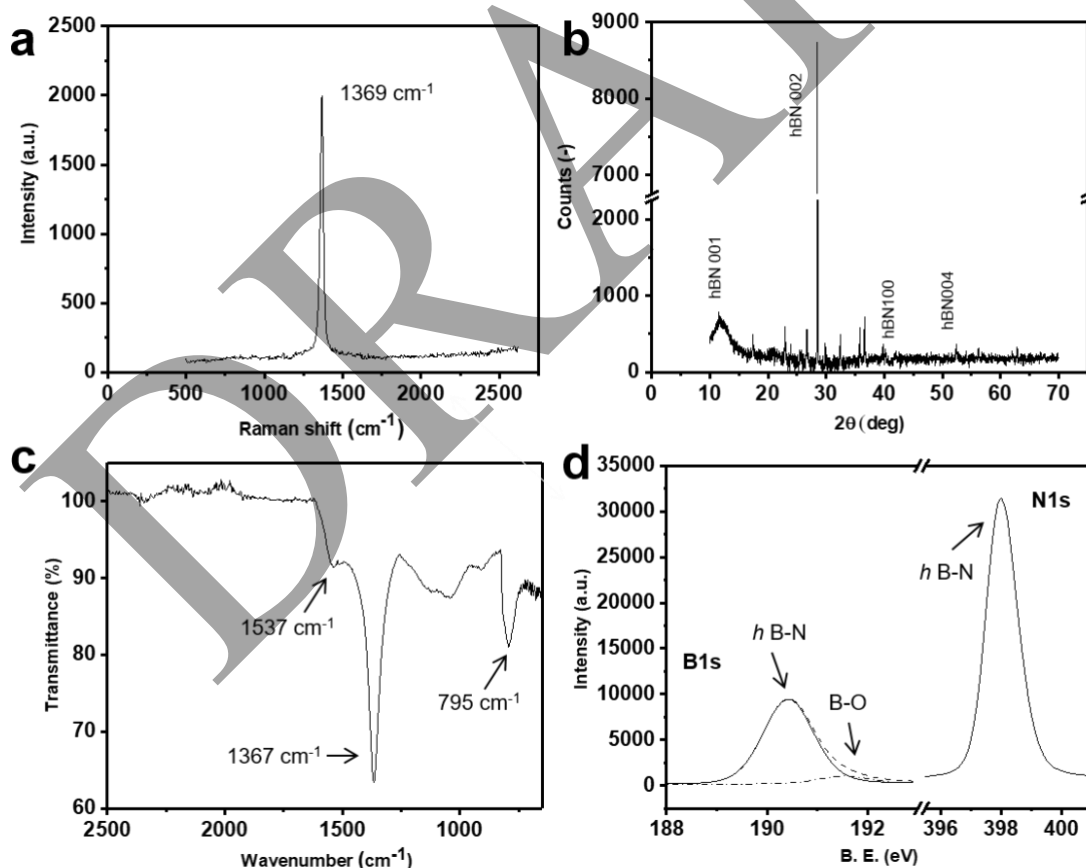 DRAF
a
2500
2000
1500
1000
500
0
Intensity (a.u.)
1369 cm-1
0 500 1000 1500 2000 2500
Raman shift (cm-1)
b
9000
8000
7000
2000
1000
0
Counts (-)
hBN 001
hBN 002
hBN100
hBN004
0 10 20 30 40 50 60 70
2θ (deg)
c
100
90
80
70
60
Transmittance (%)
1537 cm-1
1367 cm-1
795 cm-1
2500 2000 1500 1000
Wavenumber (cm-1)
d
35000
30000
25000
20000
15000
10000
5000
0
Intensity (a.u.)
N1s
h B-N
h B-N
B1s
B-O
188 190 192 396 398 400
B. E. (eV)